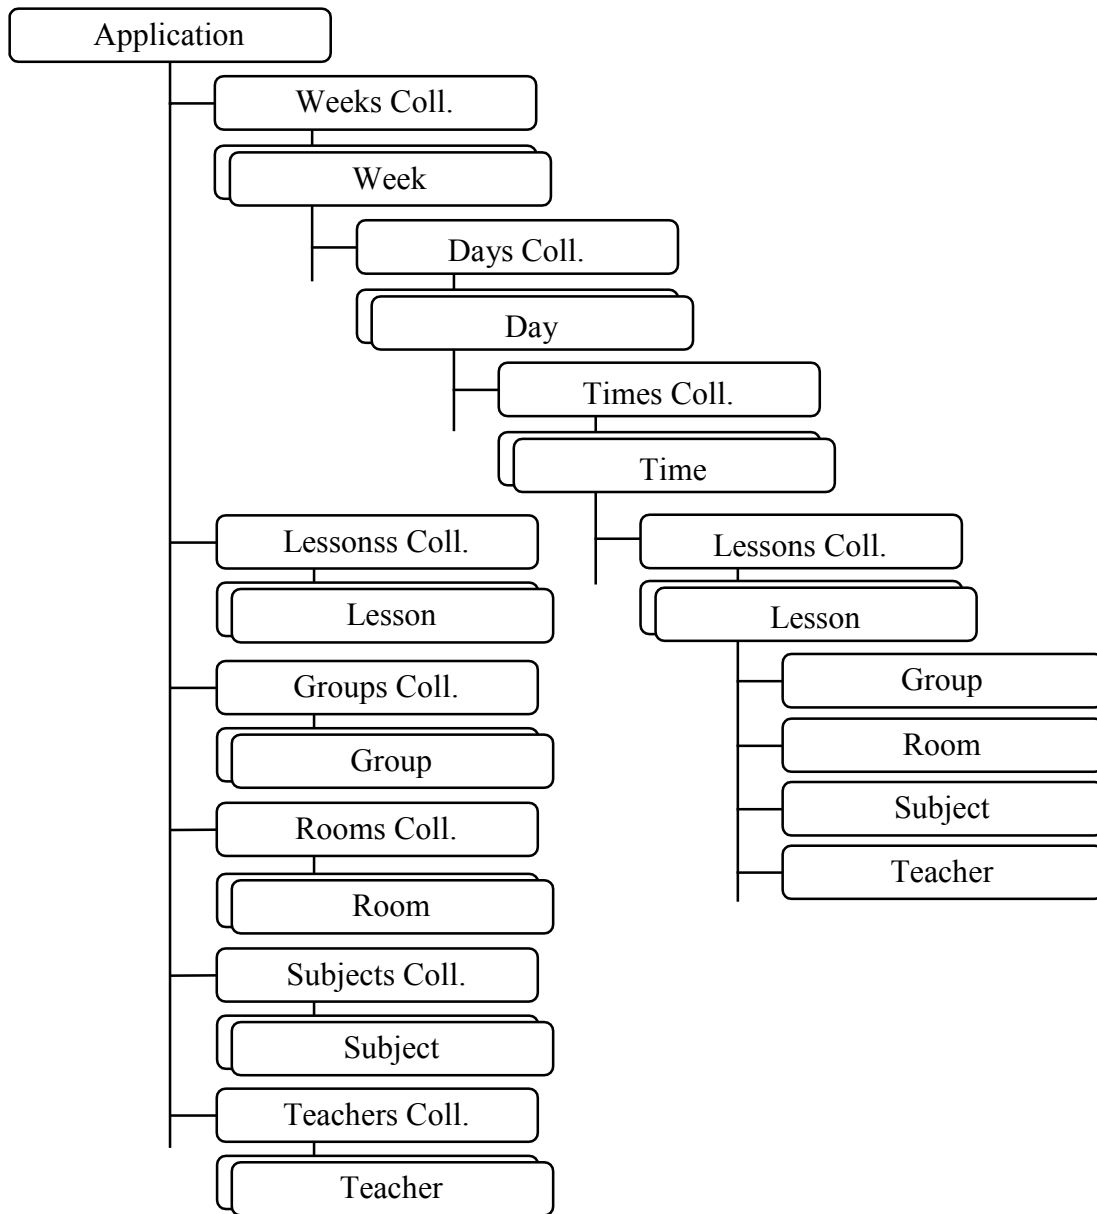 Application
Weeks Coll.
Week
Days Coll.
Day
Times Coll.
Time
Lessonss Coll.
Lessons Coll.
Lesson
Lesson
Group
Groups Coll.
Room
Group
Subject
Rooms Coll.
Teacher
Room
Subjects Coll.
Subject
Teachers Coll.
Teacher